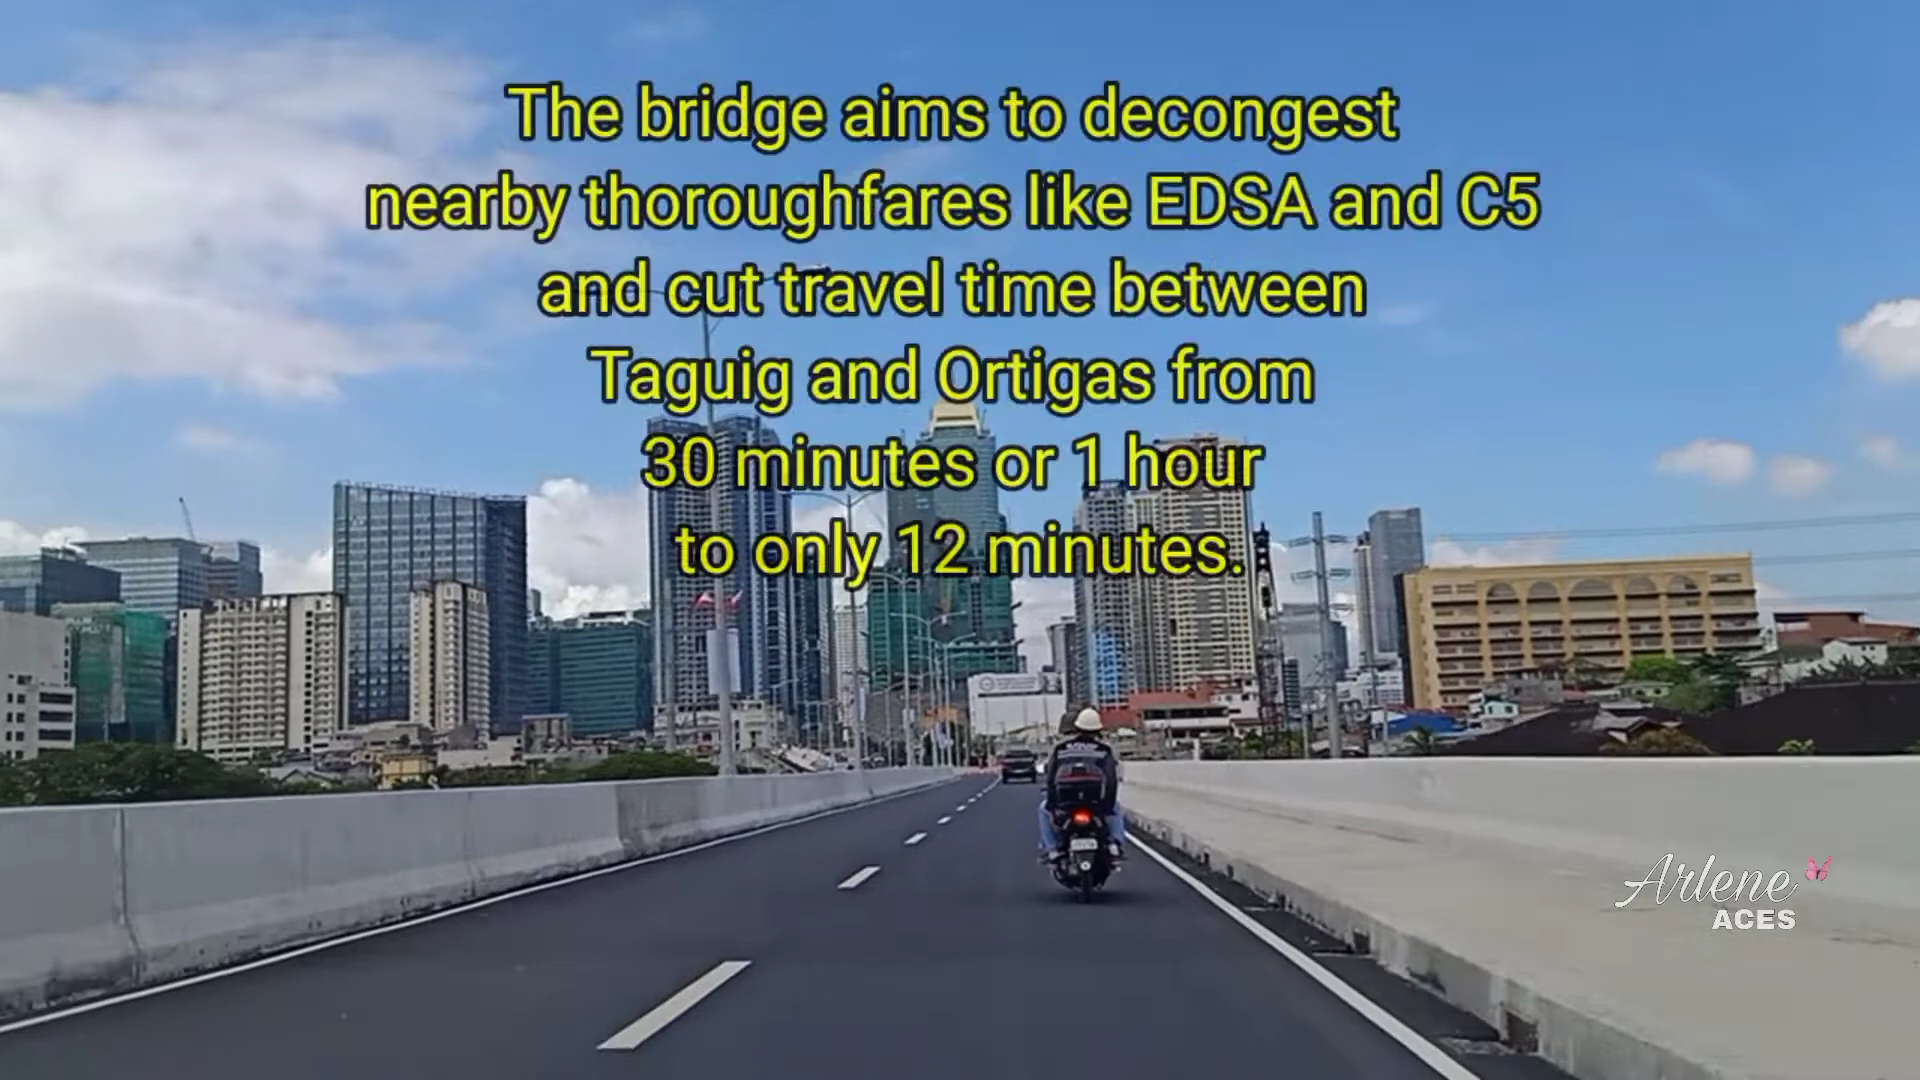 The bridge aims to decongest
nearby thoroughfares like EDSA and C5
and cut travel time between
Taguig and Ortigas from
30 minutes or 1 hour
to only 12 minutes.
Arlene
ACES